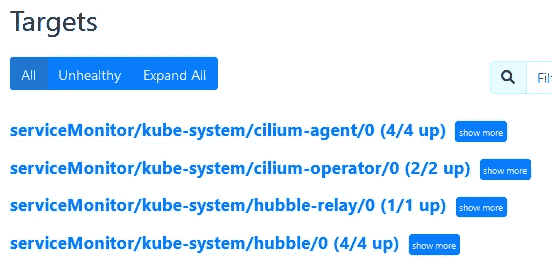 Targets
All Unhealthy Expand All
serviceMonitor/kube-system/cilium-agent/0 (4/4 up) show more
serviceMonitor/kube-system/cilium-operator/0 (2/2 up) show more
serviceMonitor/kube-system/hubble-relay/0 (1/1 up) show more
serviceMonitor/kube-system/hubble/0 (4/4 up) show more